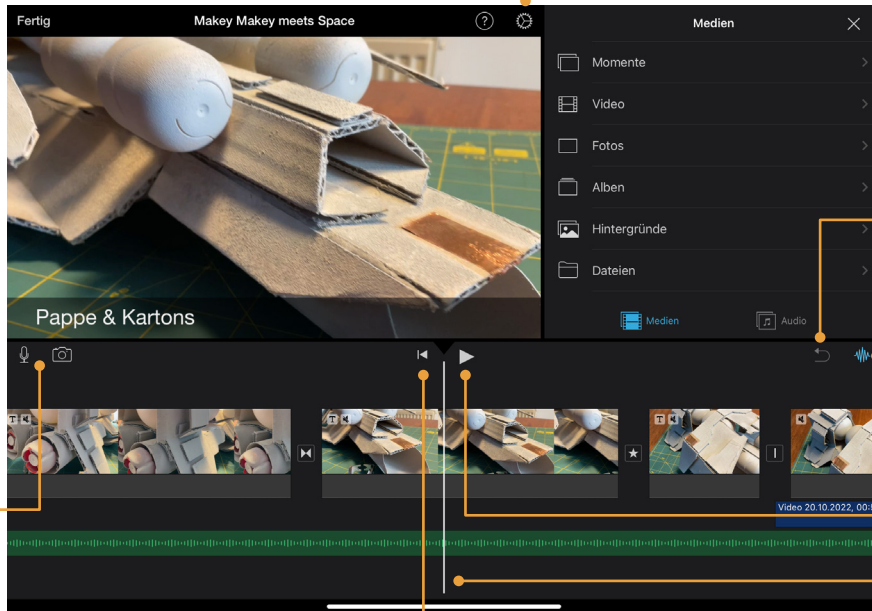 Fertig
Makey Makey meets Space
?
Medien
Momente
Video
Fotos
Alben
Hintergründe
Dateien
Medien
Audio
Pappe & Kartons
T
T
T
Video 20.10.2022, 00: